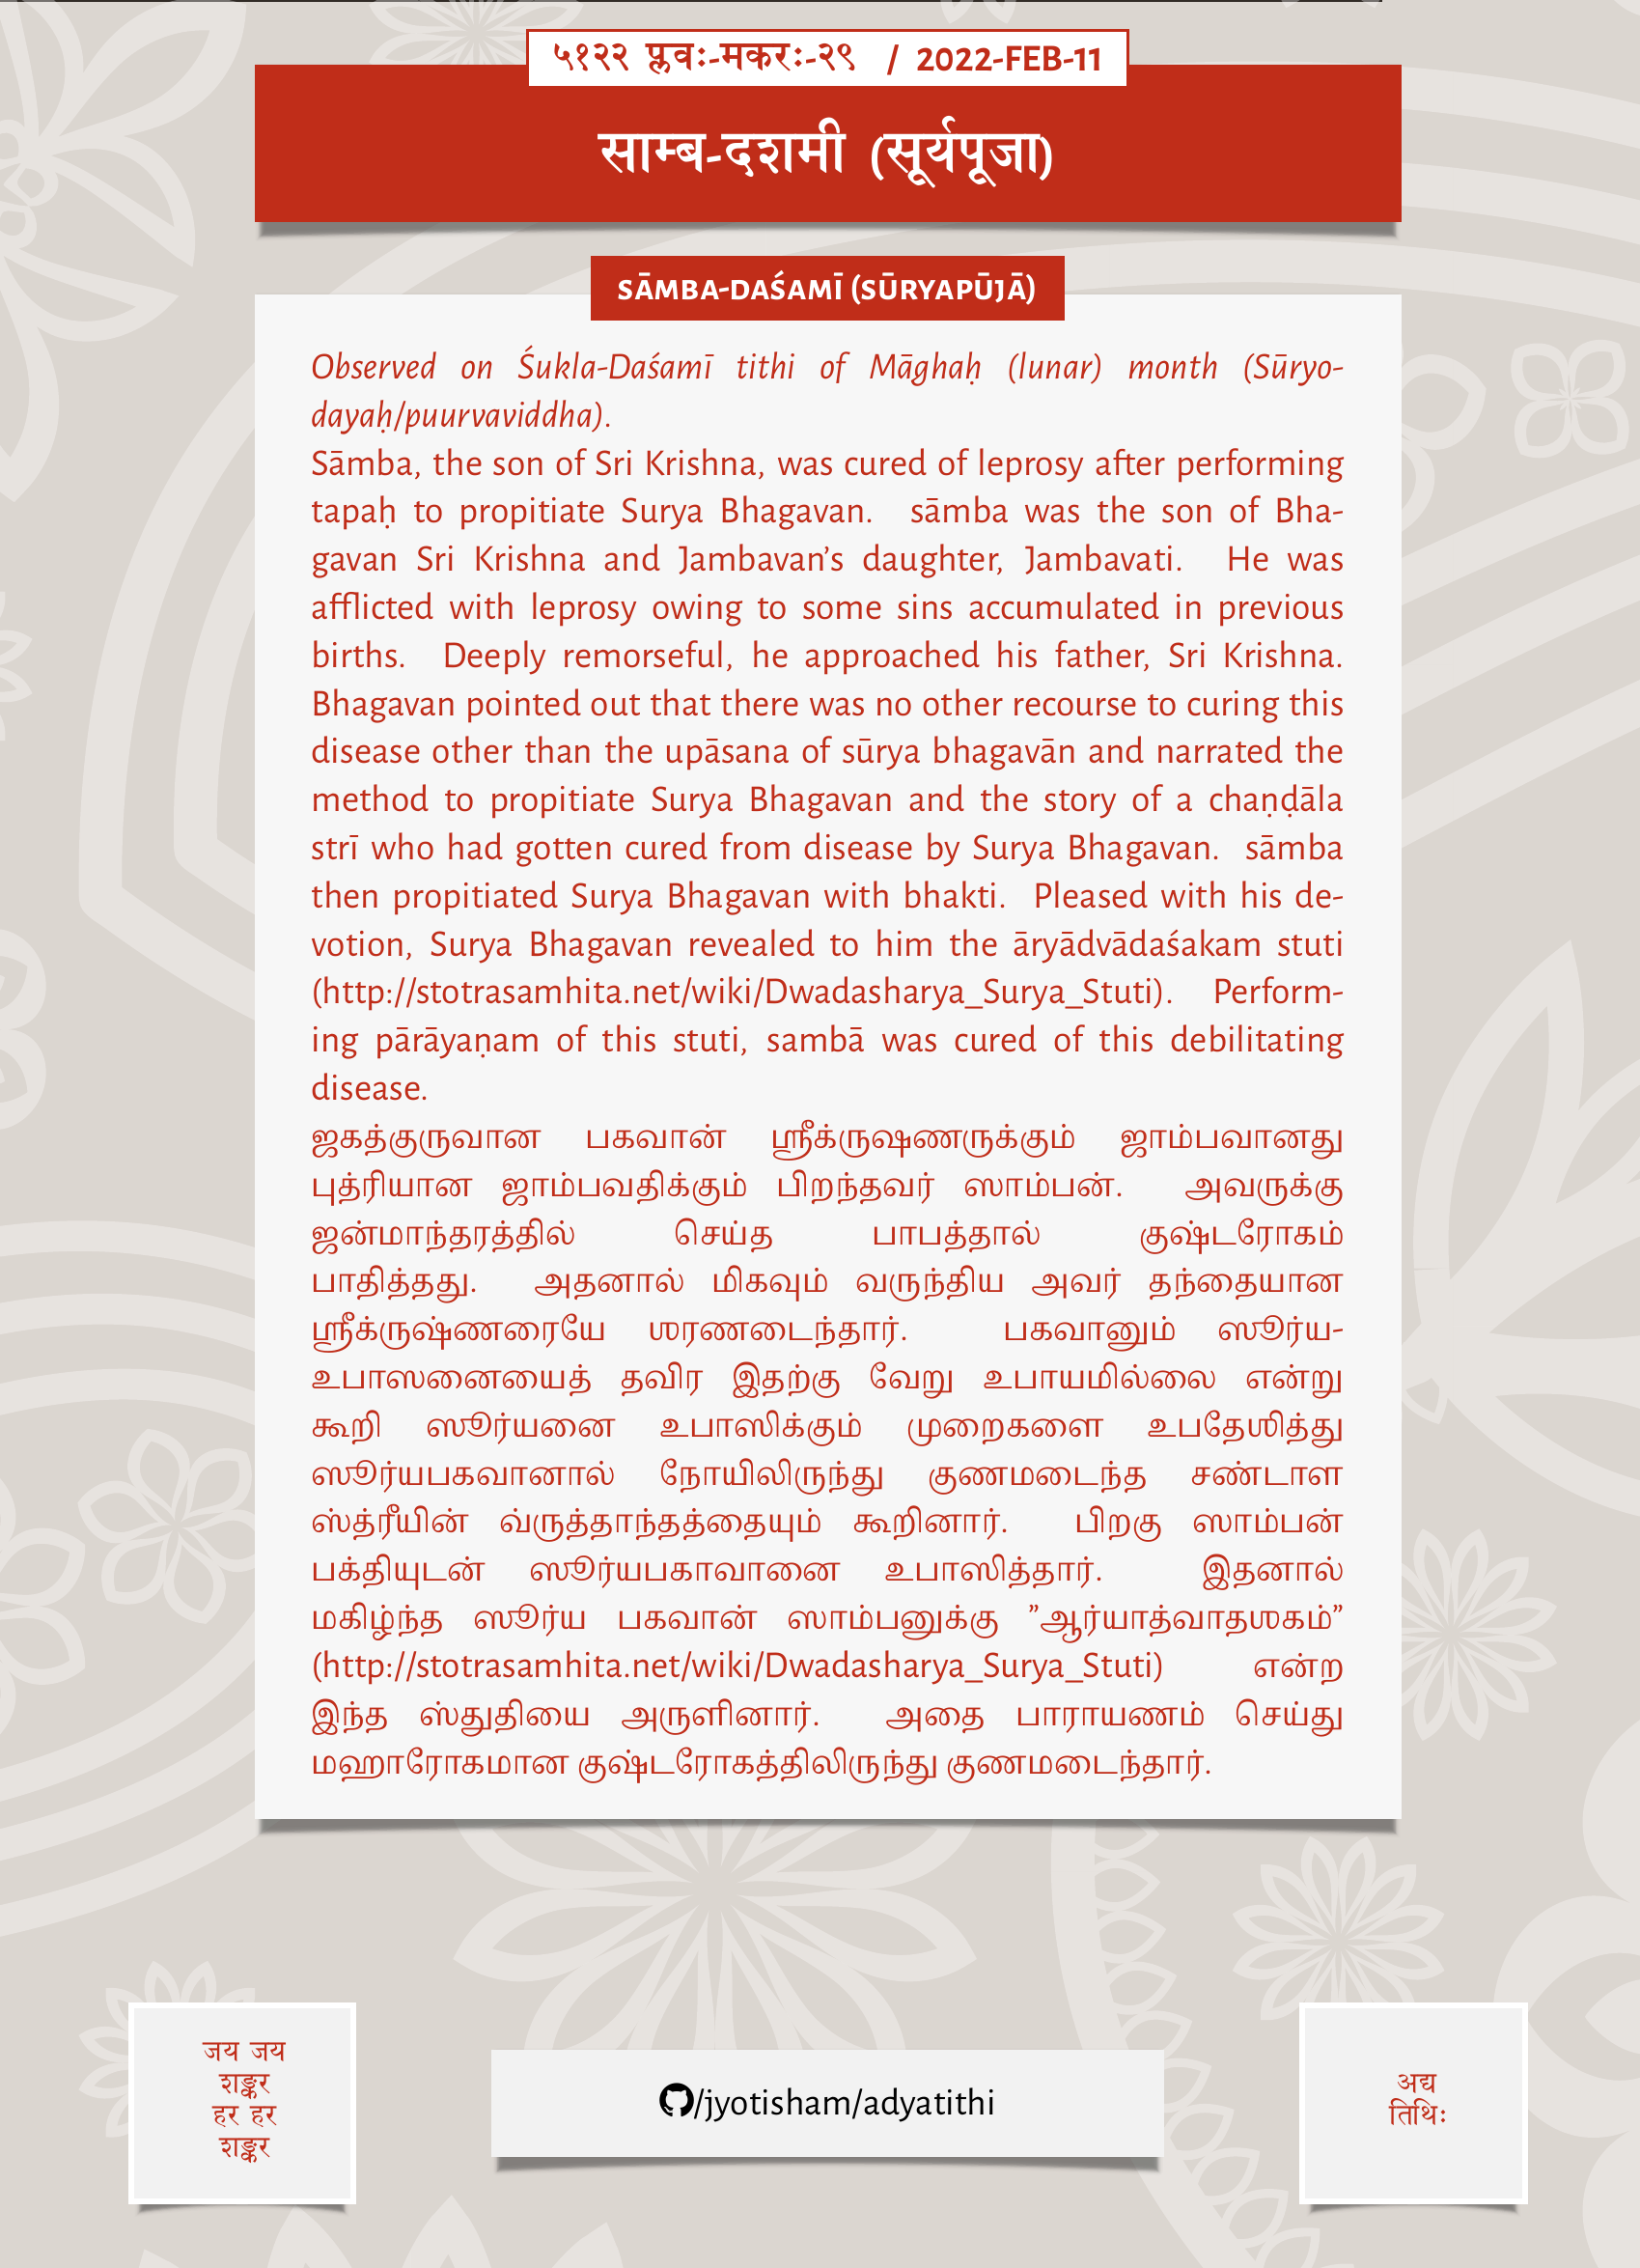 ५१२२ प्लवः-मकरः-२९ / 2022-FEB-11
साम्ब-दशमी (सूर्यपूजा)
SĀMBA-DAŚAMĪ (SŪRYAPŪJĀ)
Observed on Śukla-Daśamī tithi of Māghaḥ (lunar) month (Sūryo-
dayaḥ/puurvaviddha).
Sāmba, the son of Sri Krishna, was cured of leprosy after performing
tapaḥ to propitiate Surya Bhagavan. sāmba was the son of Bha-
gavan Sri Krishna and Jambavan’s daughter, Jambavati. He was
afflicted with leprosy owing to some sins accumulated in previous
births. Deeply remorseful, he approached his father, Sri Krishna.
Bhagavan pointed out that there was no other recourse to curing this
disease other than the upāsana of sūrya bhagavān and narrated the
method to propitiate Surya Bhagavan and the story of a chaṇḍāla
strī who had gotten cured from disease by Surya Bhagavan. sāmba
then propitiated Surya Bhagavan with bhakti. Pleased with his de-
votion, Surya Bhagavan revealed to him the āryādvādaśakam stuti
(http://stotrasamhita.net/wiki/Dwadasharya_Surya_Stuti). Perform-
ing pārāyaṇam of this stuti, sambā was cured of this debilitating
disease.
ஜகத்குருவான பகவான் ஸ்ரீக்ருஷணருக்கும் ஜாம்பவானது
புத்ரியான ஜாம்பவதிக்கும் பிறந்தவர் ஸாம்பன். அவருக்கு
ஜன்மாந்தரத்தில் செய்த பாபத்தால் குஷ்டரோகம்
பாதித்தது. அதனால் மிகவும் வருந்திய அவர் தந்தையான
ஸ்ரீக்ருஷ்ணரையே ஶரணடைந்தார். பகவானும் ஸூர்ய-
உபாஸனையைத் தவிர இதற்கு வேறு உபாயமில்லை என்று
கூறி ஸூர்யனை உபாஸிக்கும் முறைகளை உபதேஶித்து
ஸூர்யபகவானால் நோயிலிருந்து குணமடைந்த சண்டாள
ஸ்த்ரீயின் வ்ருத்தாந்தத்தையும் கூறினார். பிறகு ஸாம்பன்
பக்தியுடன் ஸூர்யபகாவானை உபாஸித்தார். இதனால்
மகிழ்ந்த ஸூர்ய பகவான் ஸாம்பனுக்கு ”ஆர்யாத்வாதஶகம்”
(http://stotrasamhita.net/wiki/Dwadasharya_Surya_Stuti) என்ற
இந்த ஸ்துதியை அருளினார். அதை பாராயணம் செய்து
மஹாரோகமான குஷ்டரோகத்திலிருந்து குணமடைந்தார்.
जय जय
शङ्कर
हर हर
शङ्कर
/jyotisham/adyatithi
अद्य
तिथिः